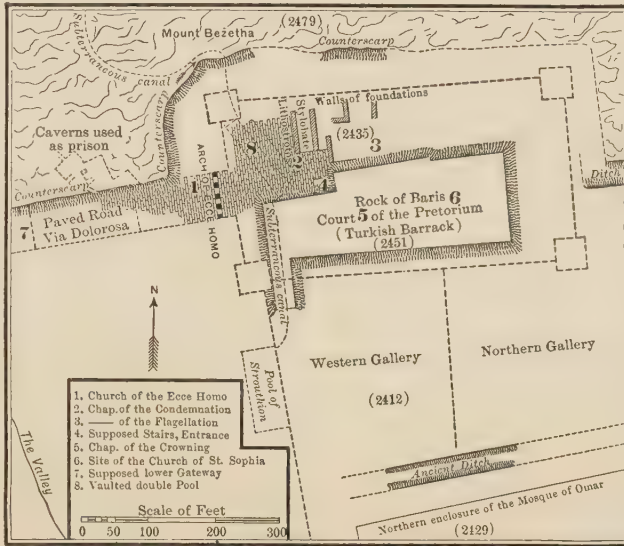 (2479)
Mount Bezetha
Subterraneous canal
Counterscarp
Counterscarp
Walls of foundations
Caverns used
as prison
Lithostrote
Stylobate
(2435)
8
2
3
ARCH OF ECCE HOMO
1
4
Counterscarp
Ditch
Rock of Baris 6
Court 5 of the Pretorium
(Turkish Barrack)
(2451)
7
Paved Road
Via Dolorosa
Subterraneous canal
N
Western Gallery
Northern Gallery
Pool of
Strouthion
(2412)
1. Church of the Ecce Homo
2. Chap. of the Condemnation
3. —— of the Flagellation
4. Supposed Stairs, Entrance
5. Chap. of the Crowning
6. Site of the Church of St. Sophia
7. Supposed lower Gateway
8. Vaulted double Pool
The Valley
Ancient Ditch
Scale of Feet
0 50 100 200 300
Northern enclosure of the Mosque of Omar
(2429)